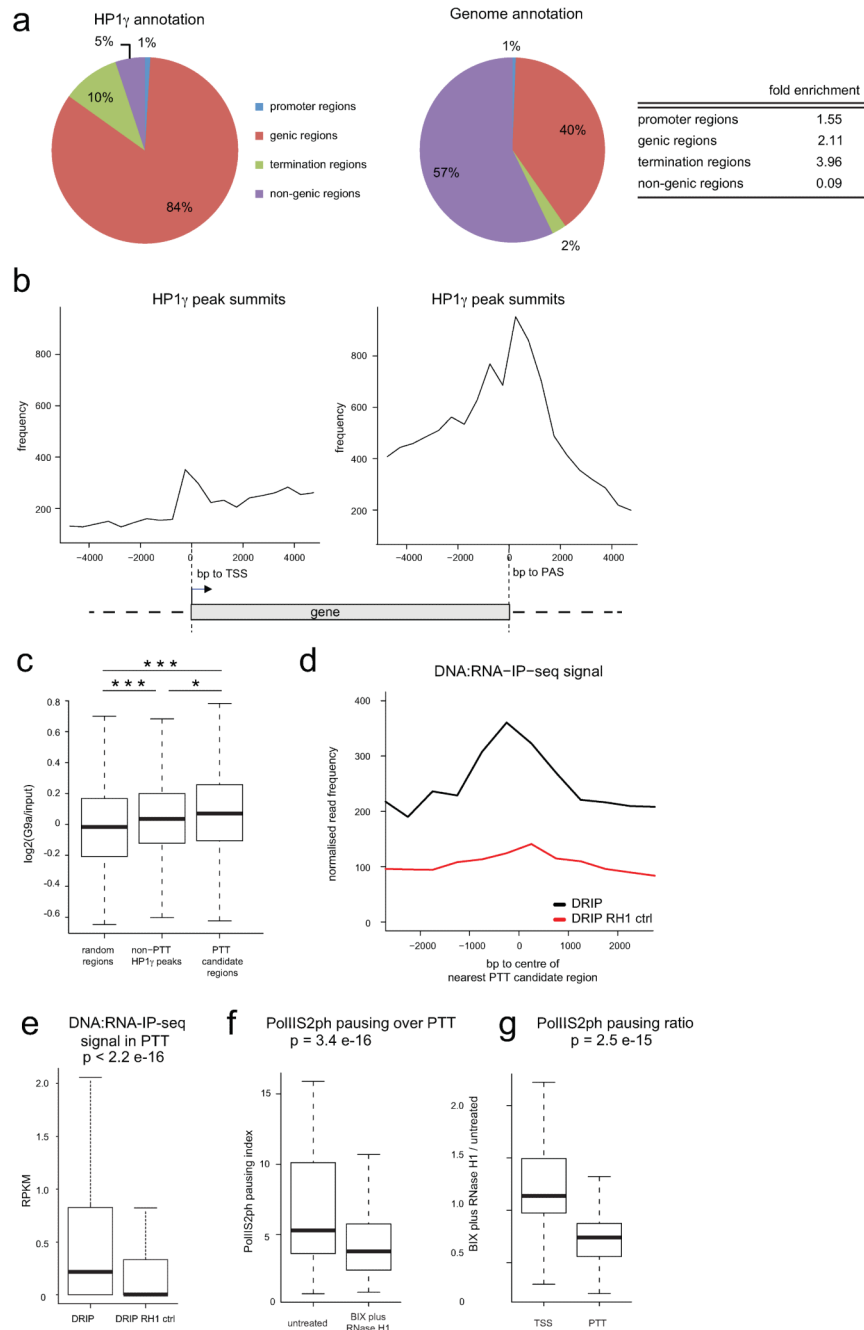 a
HP1γ annotation
5%
1%
10%
84%
promoter regions
genic regions
termination regions
non-genic regions
Genome annotation
1%
40%
57%
2%
fold enrichment
promoter regions 1.55
genic regions 2.11
termination regions 3.96
non-genic regions 0.09
b
HP1γ peak summits
frequency
800
600
400
200
−4000 −2000 0 2000 4000
bp to TSS
HP1γ peak summits
frequency
800
600
400
200
−4000 −2000 0 2000 4000
bp to PAS
gene
c
***
*** *
log2(G9a/input)
0.8
0.6
0.4
0.2
0
-0.2
-0.4
-0.6
random regions
non−PTT HP1γ peaks
PTT candidate regions
d
DNA:RNA−IP−seq signal
normalised read frequency
400
300
200
100
0
DRIP
DRIP RH1 ctrl
−2000 −1000 0 1000 2000
bp to centre of
nearest PTT candidate region
e
DNA:RNA-IP-seq
signal in PTT
p < 2.2 e-16
RPKM
2.0
1.5
1.0
0.5
0
DRIP DRIP RH1 ctrl
f
PolIIS2ph pausing over PTT
p = 3.4 e-16
PolIIS2ph pausing index
15
10
5
0
untreated
BIX plus
RNase H1
g
PolIIS2ph pausing ratio
p = 2.5 e-15
BIX plus RNase H1 / untreated
2.0
1.5
1.0
0.5
0
TSS PTT